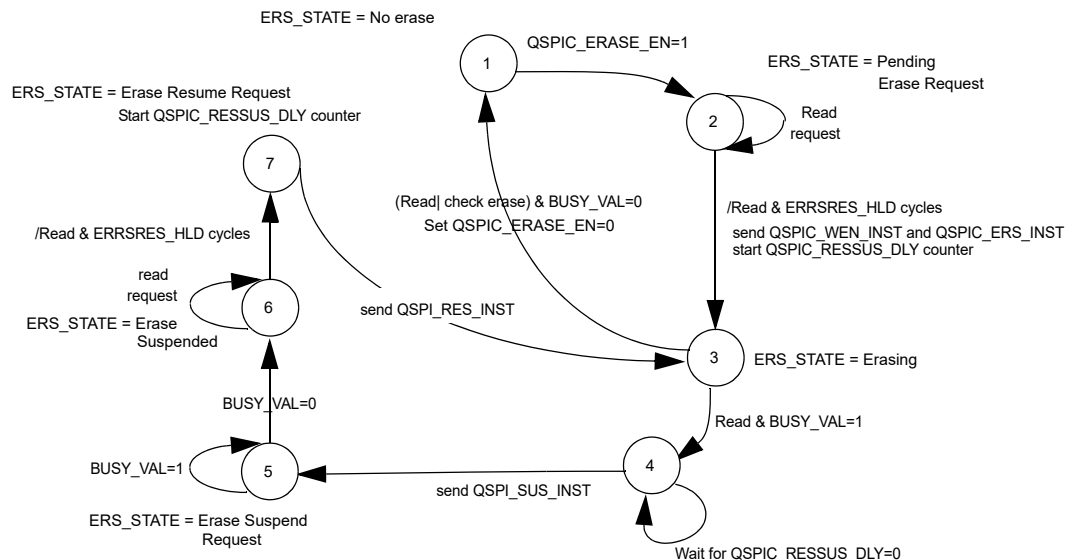 ERS_STATE = No erase
1
QSPIC_ERASE_EN=1
ERS_STATE = Pending
Erase Request
2
Read
request
ERS_STATE = Erase Resume Request
Start QSPIC_RESSUS_DLY counter
7
(Read| check erase) & BUSY_VAL=0
Set QSPIC_ERASE_EN=0
/Read & ERRSRES_HLD cycles
send QSPIC_WEN_INST and QSPIC_ERS_INST
start QSPIC_RESSUS_DLY counter
/Read & ERRSRES_HLD cycles
read
request
6
ERS_STATE = Erase
Suspended
send QSPI_RES_INST
3
ERS_STATE = Erasing
BUSY_VAL=0
Read & BUSY_VAL=1
BUSY_VAL=1
5
4
send QSPI_SUS_INST
ERS_STATE = Erase Suspend
Request
Wait for QSPIC_RESSUS_DLY=0